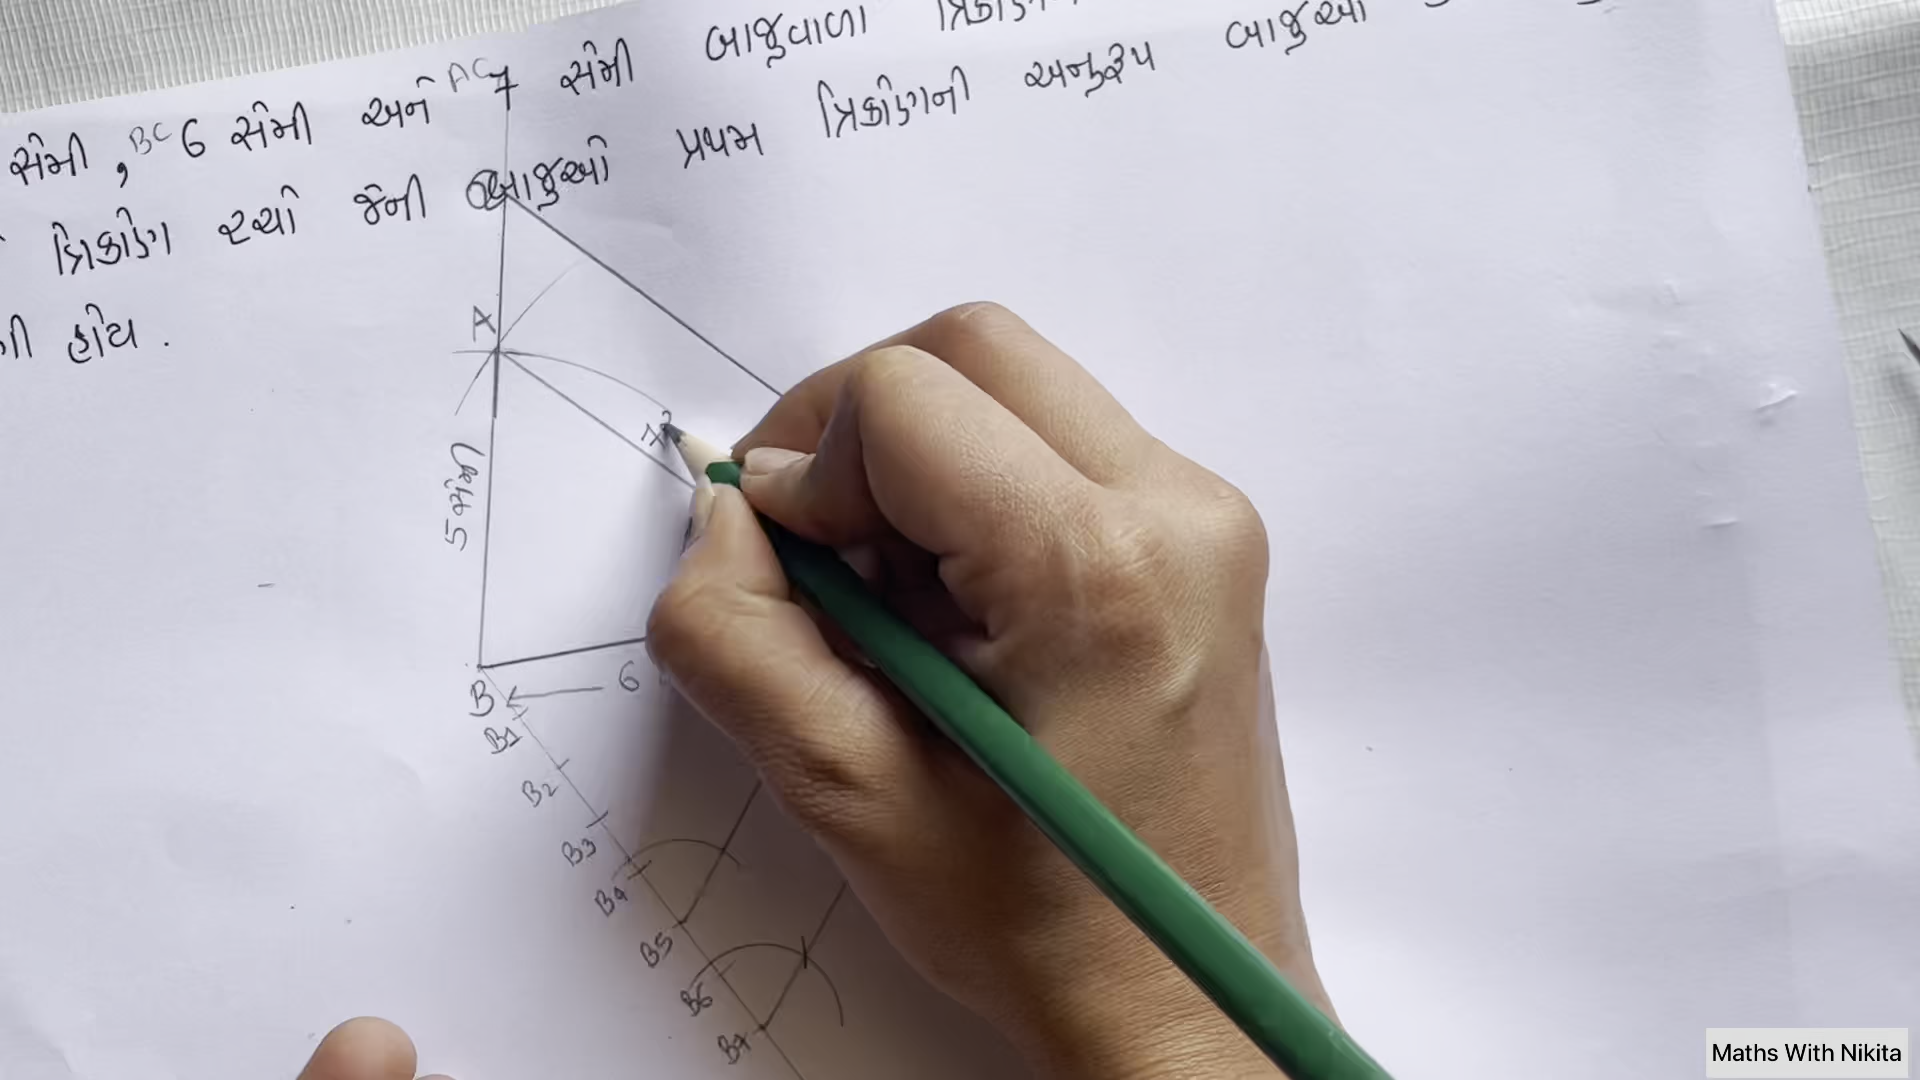 સેમી , BC 6 સેમી અને AC 7 સેમી બાજુવાળા
ત્રિકોણ રચો જેની બાજુઓ પ્રથમ ત્રિકોણની અનુરૂપ બાજુઓ
હોય .
A
5 સેમી
7
B
6
B1
B2
B3
B4
B5
B6
B7
Maths With Nikita